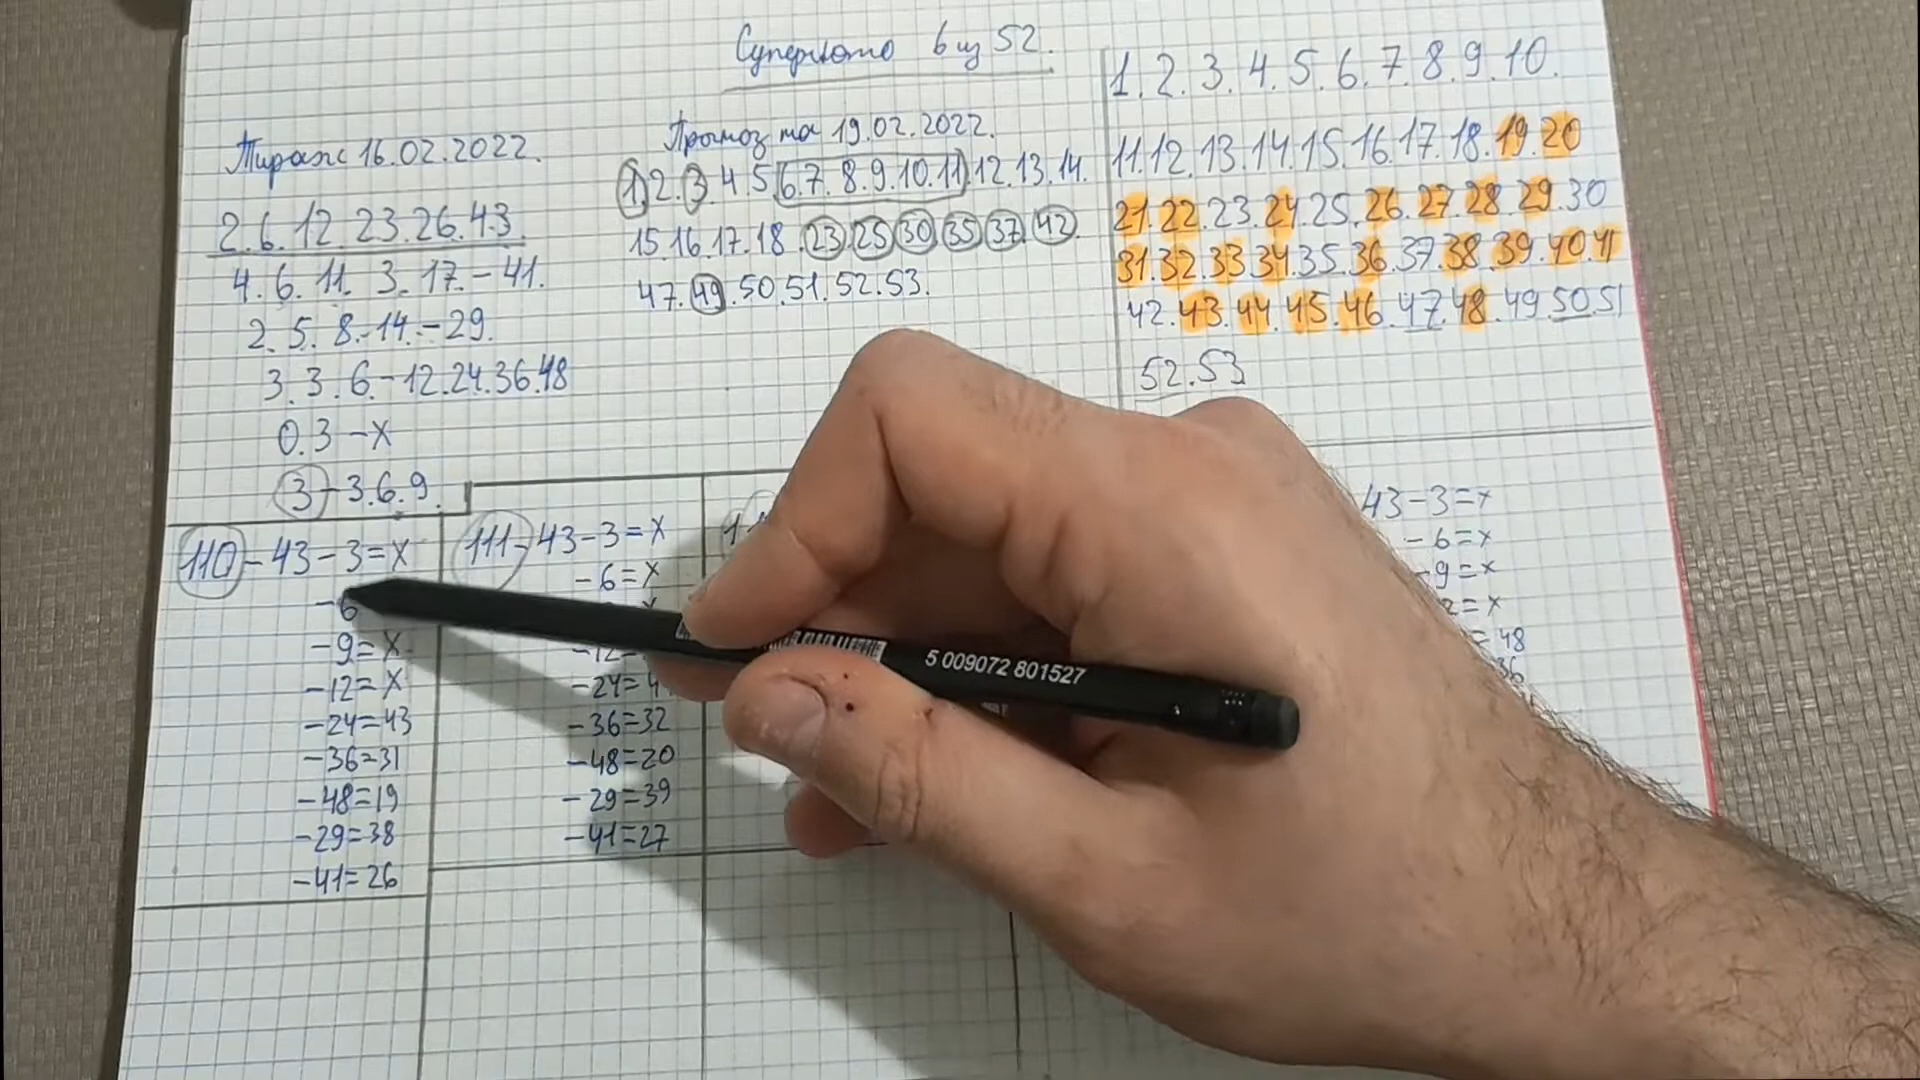 Суперлото 6 из 52.
Тираж 16.02.2022.
2.6.12.23.26.43.
4.6.11.3.17.-41.
2.5.8.-14.-29.
3.3.6-12.24.36.48
0.3-X
3-3.6.9.
Прогноз на 19.02.2022.
1.2.3.4.5.6.7.8.9.10.11.12.13.14.
15.16.17.18.23.25.30.35.37.42.
47.49.50.51.52.53.
1.2.3.4.5.6.7.8.9.10.
11.12.13.14.15.16.17.18.19.20
21.22.23.24.25.26.27.28.29.30
31.32.33.34.35.36.37.38.39.40.41
42.43.44.45.46.47.48.49.50.51
52.53
110-43-3=X
-6
-9=X
-12=X
-24=43
-36=31
-48=19
-29=38
-41=26
111-43-3=X
-6=X
-12=
-24=4
-36=32
-48=20
-29=39
-41=27
43-3=X
-6=X
-9=X
2=X
=48
36
5 009072 801527